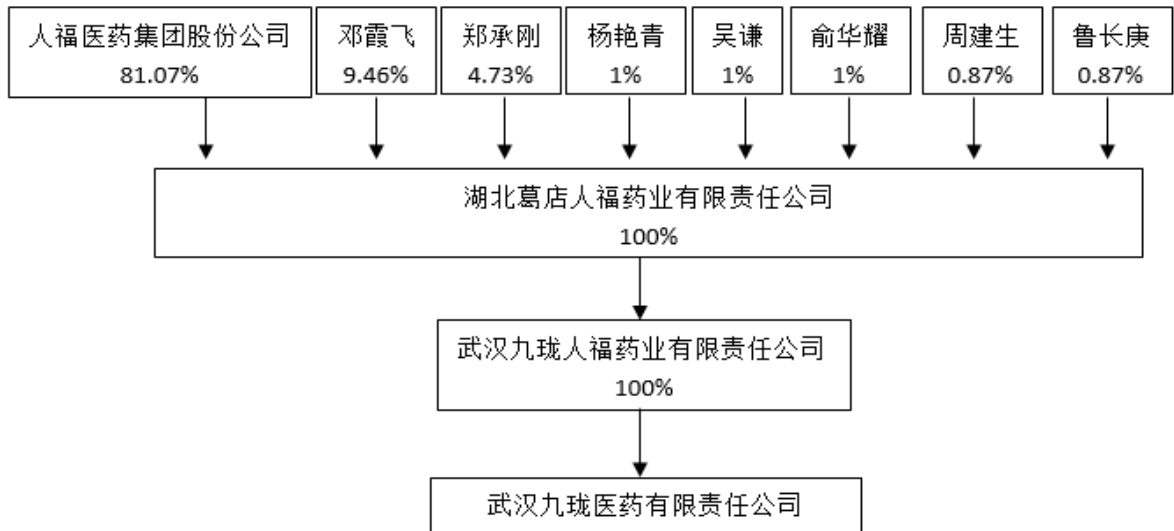 人福医药集团股份公司
81.07%
邓霞飞
9.46%
郑承刚
4.73%
杨艳青
1%
吴谦
1%
俞华耀
1%
周建生
0.87%
鲁长庚
0.87%
湖北葛店人福药业有限责任公司
100%
武汉九珑人福药业有限责任公司
100%
武汉九珑医药有限责任公司